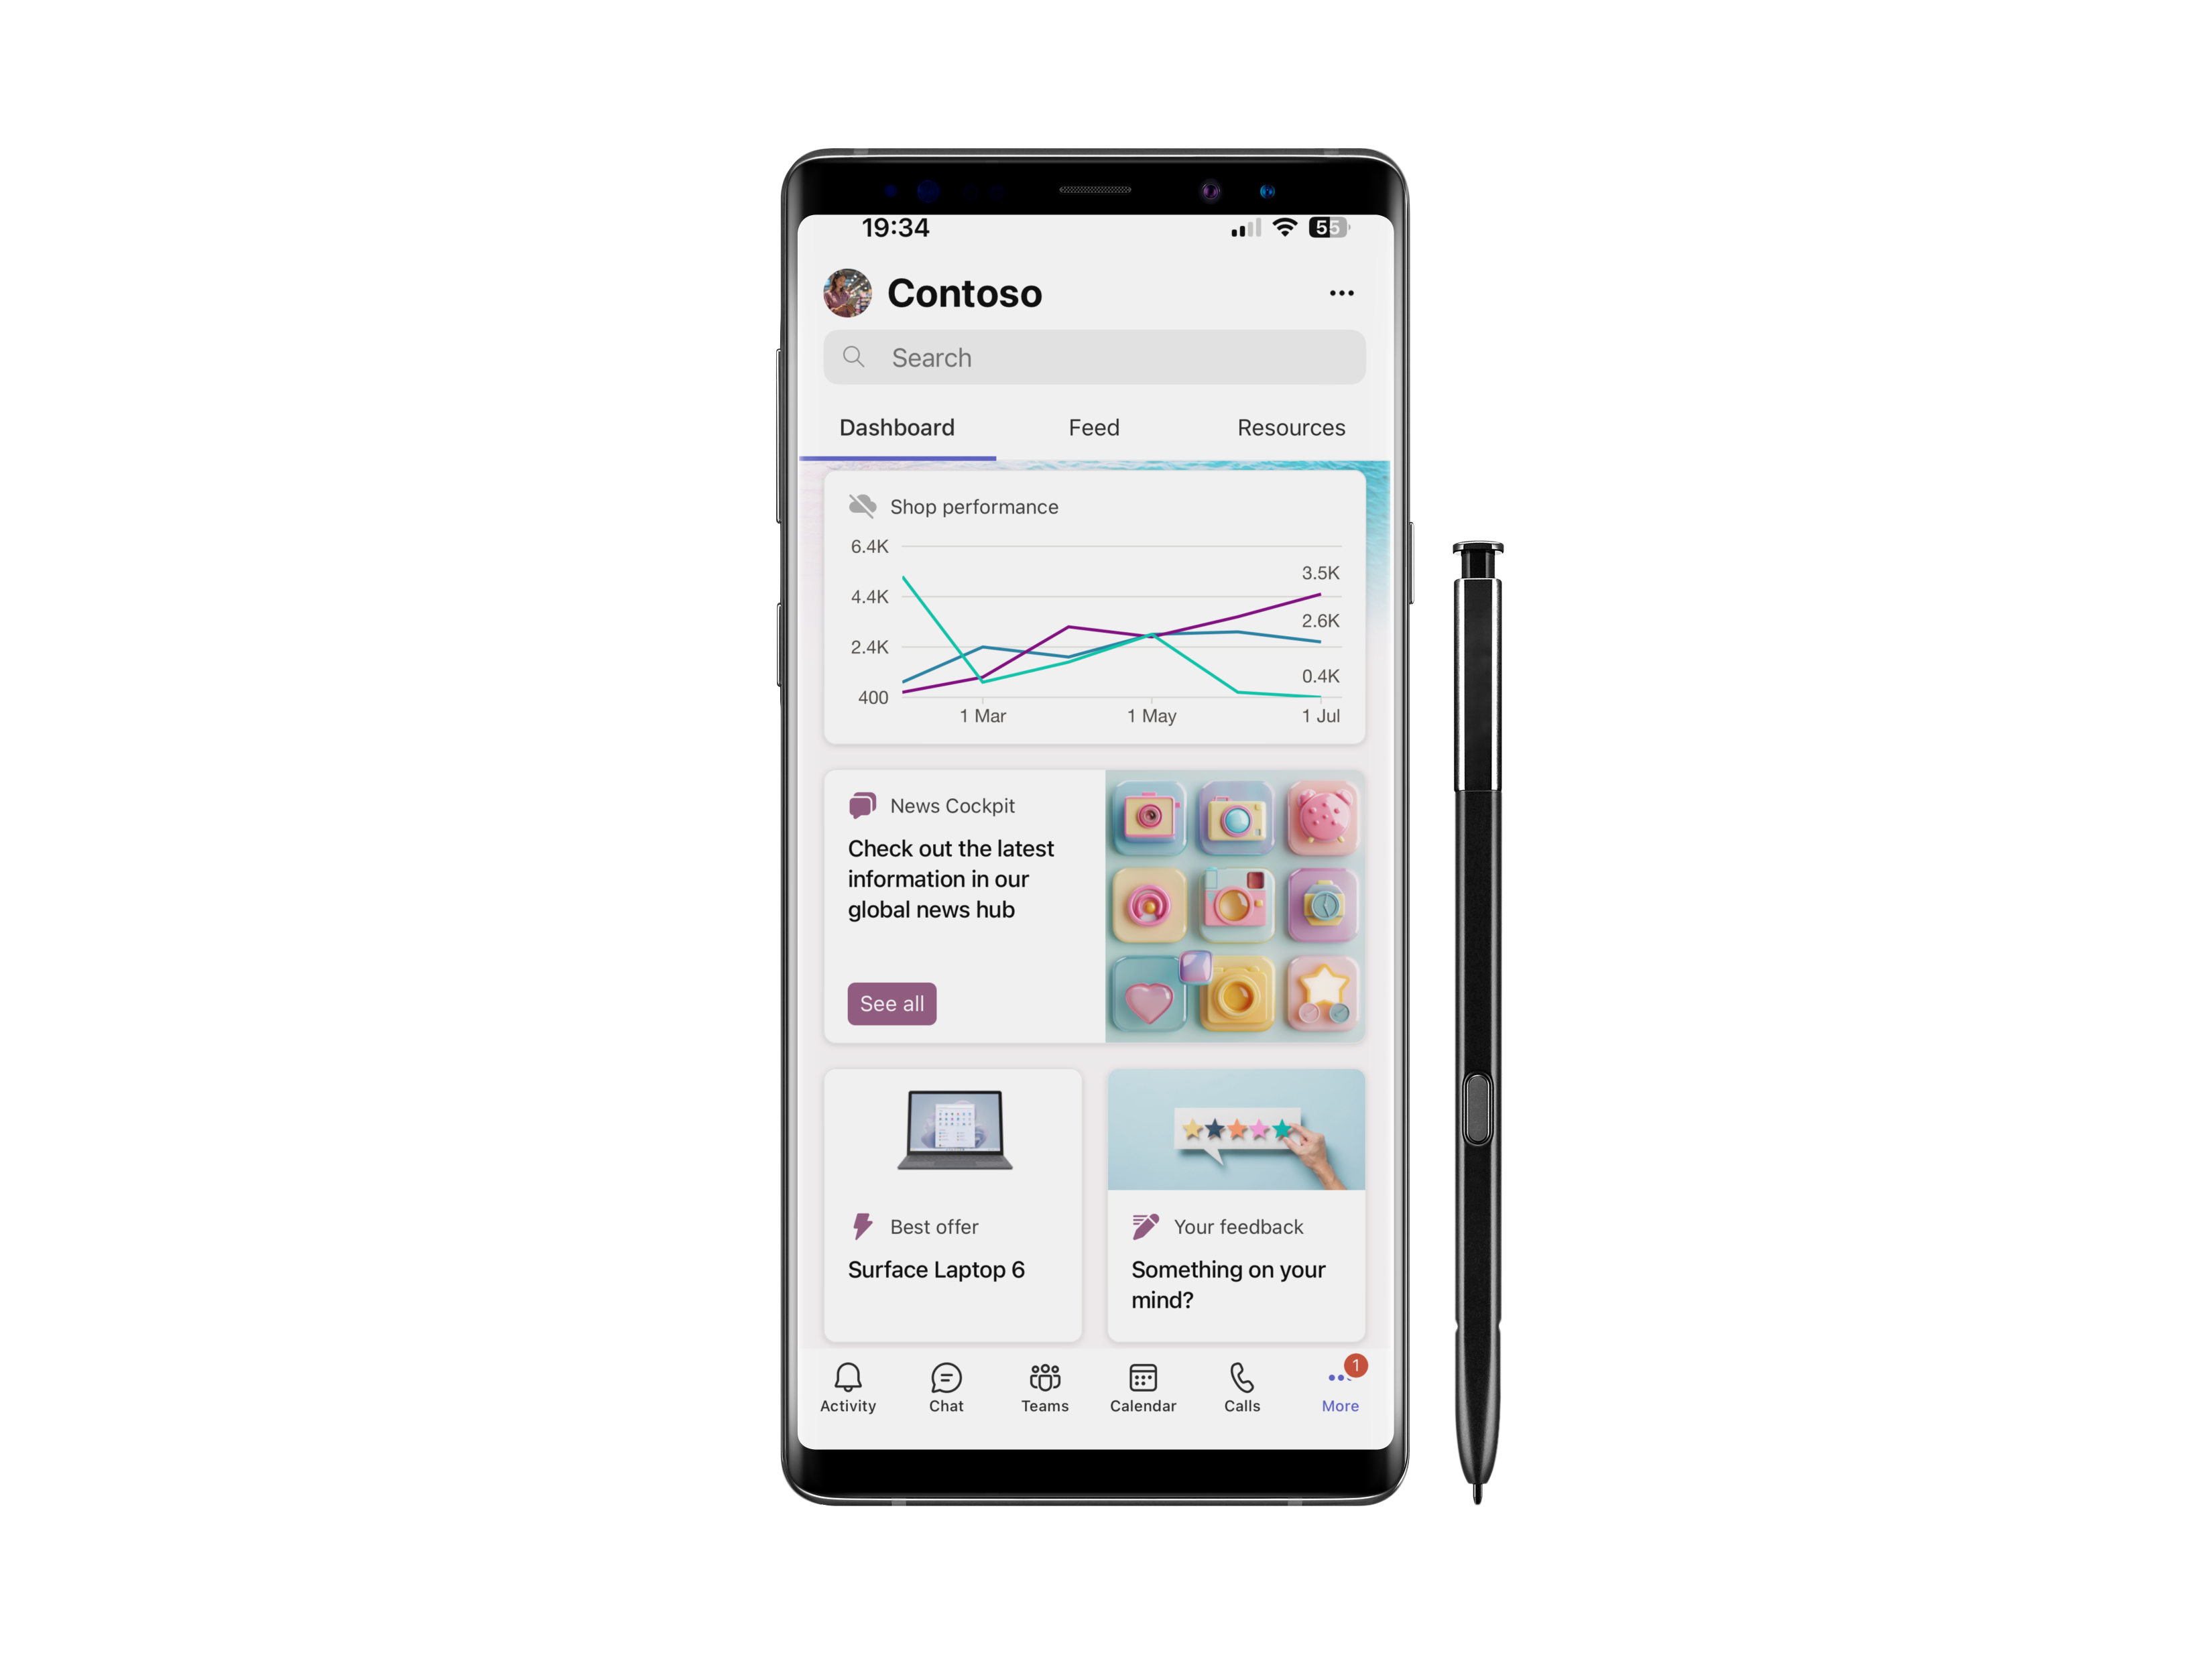 19:34
55
Contoso
Search
Dashboard Feed Resources
Shop performance
6.4K
3.5K
4.4K
2.6K
2.4K
0.4K
400
1 Mar 1 May 1 Jul
News Cockpit
Check out the latest
information in our
global news hub
See all
Best offer
Surface Laptop 6
Your feedback
Something on your
mind?
1
Activity Chat Teams Calendar Calls More